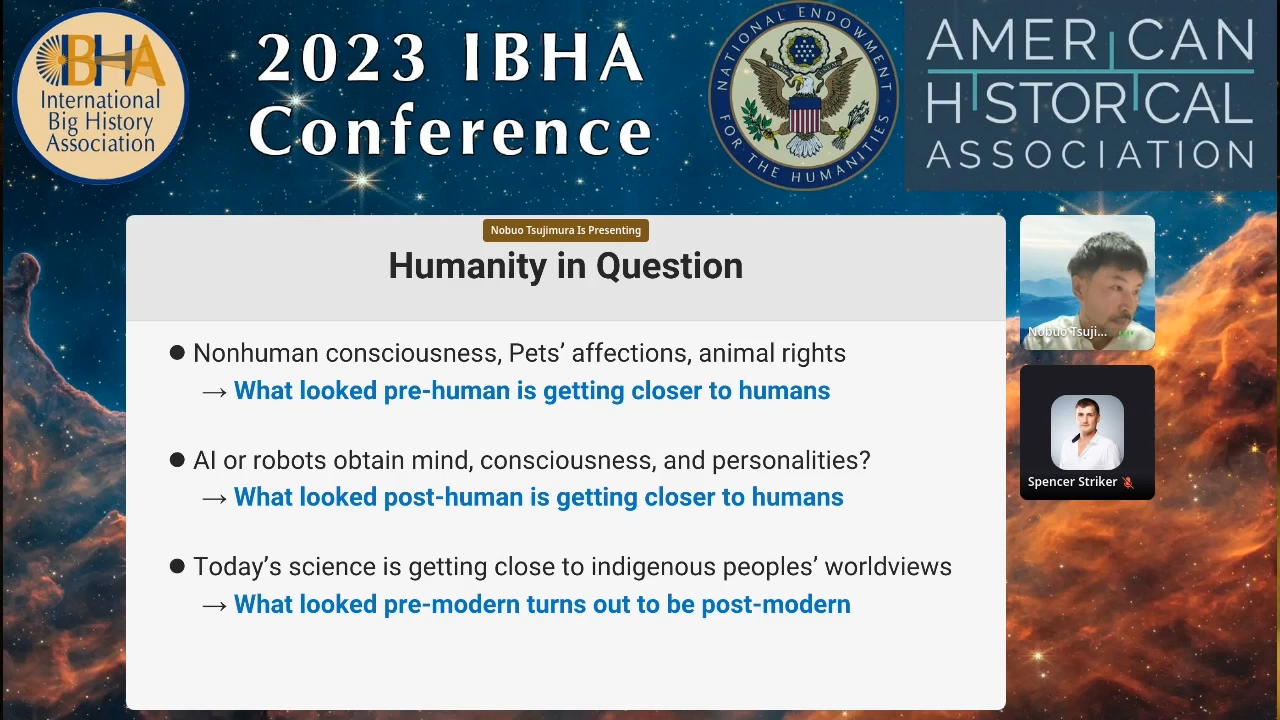 IBHA
International
Big History
Association
2023 IBHA
Conference
NATIONAL ENDOWMENT FOR THE HUMANITIES
AMERICAN
HISTORICAL
ASSOCIATION
Nobuo Tsujimura Is Presenting
Humanity in Question
● Nonhuman consciousness, Pets’ affections, animal rights
→ What looked pre-human is getting closer to humans
● AI or robots obtain mind, consciousness, and personalities?
→ What looked post-human is getting closer to humans
● Today’s science is getting close to indigenous peoples’ worldviews
→ What looked pre-modern turns out to be post-modern
Nobuo Tsuji...
Spencer Striker